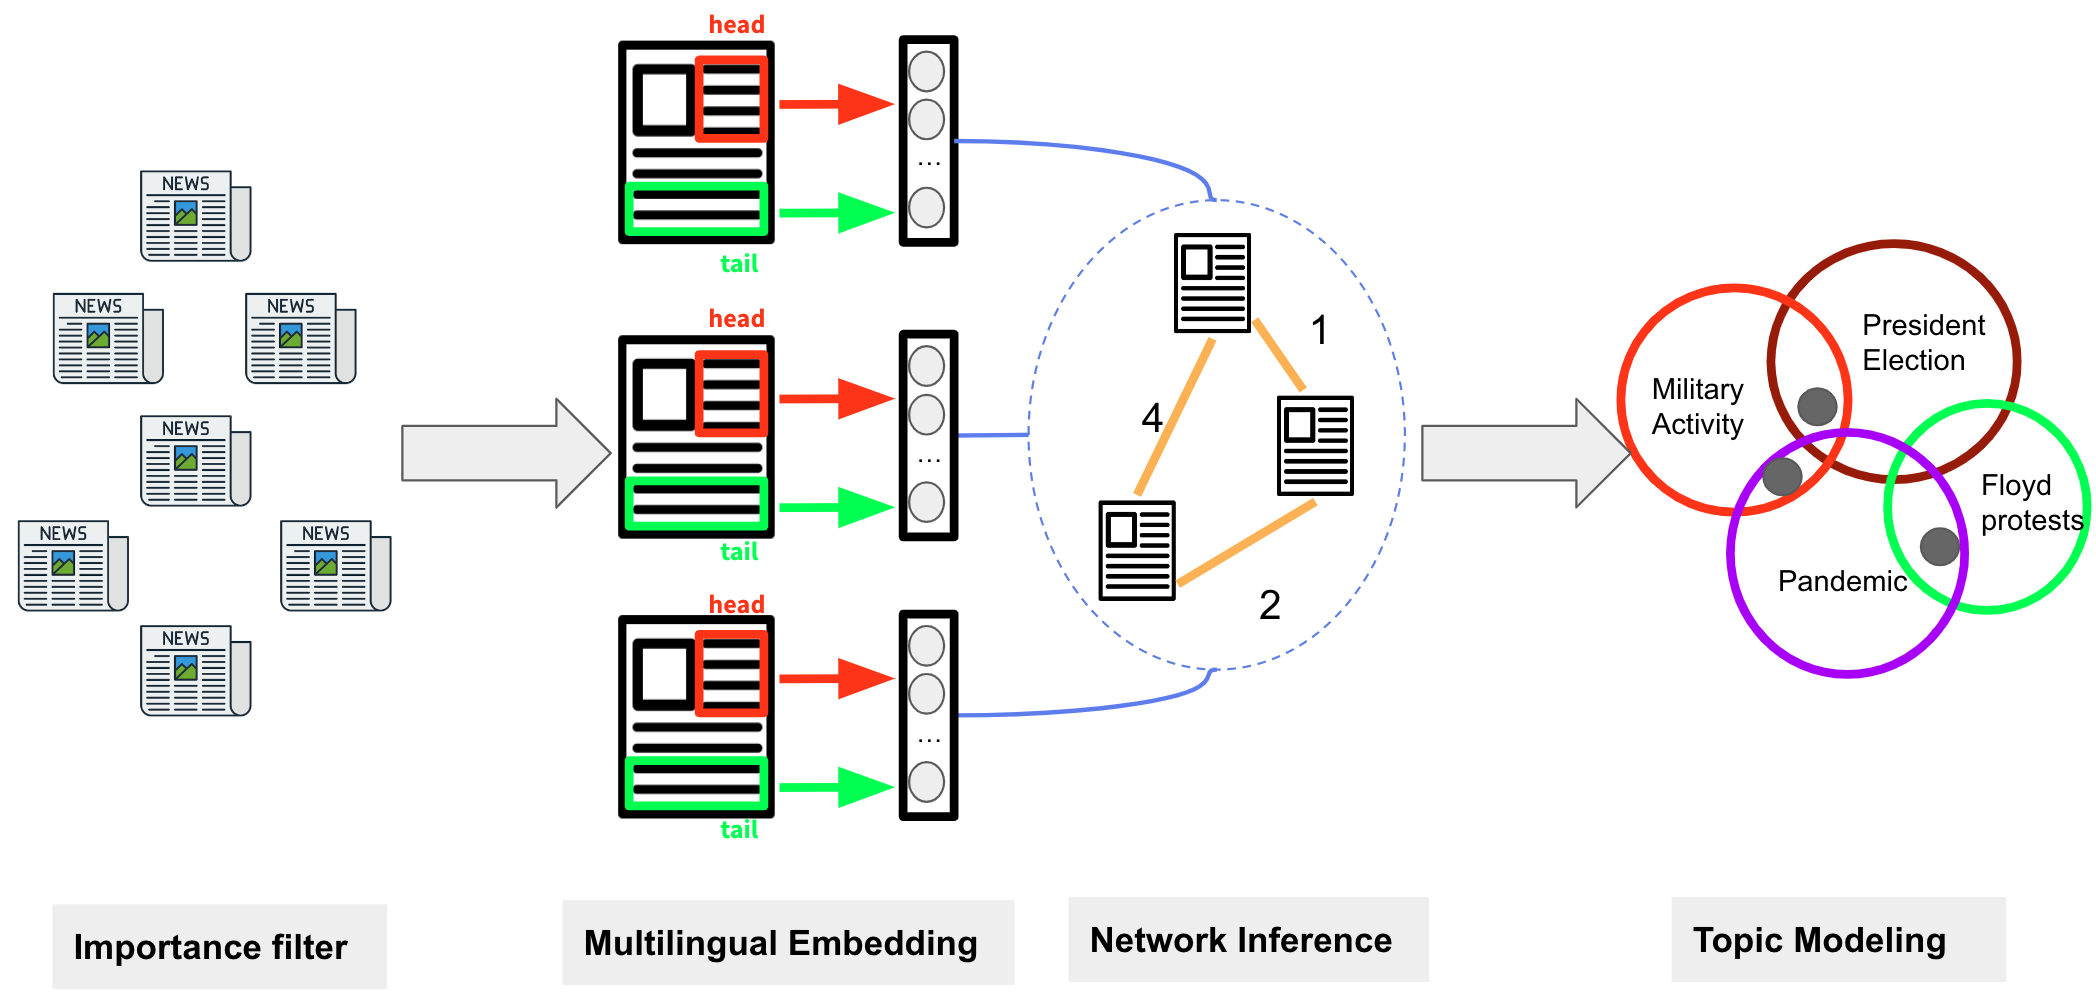 NEWS
NEWS
NEWS
NEWS
NEWS
NEWS
NEWS
head
...
tail
head
...
tail
head
...
tail
1
4
2
President
Election
Military
Activity
Floyd
protests
Pandemic
Importance filter
Multilingual Embedding
Network Inference
Topic Modeling